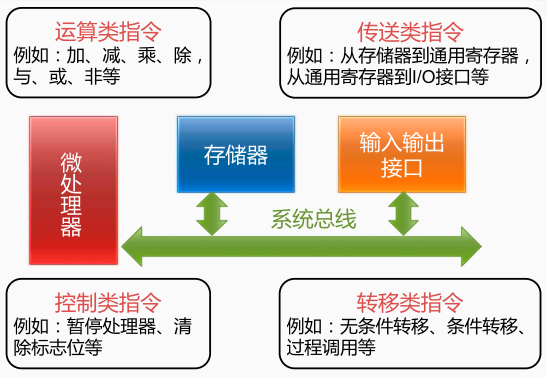 运算类指令
例如：加、减、乘、除，
与、或、非等
传送类指令
例如：从存储器到通用寄存器，
从通用寄存器到I/O接口等
微处理器
存储器
输入输出
接口
系统总线
控制类指令
例如：暂停处理器、清
除标志位等
转移类指令
例如：无条件转移、条件转移、
过程调用等